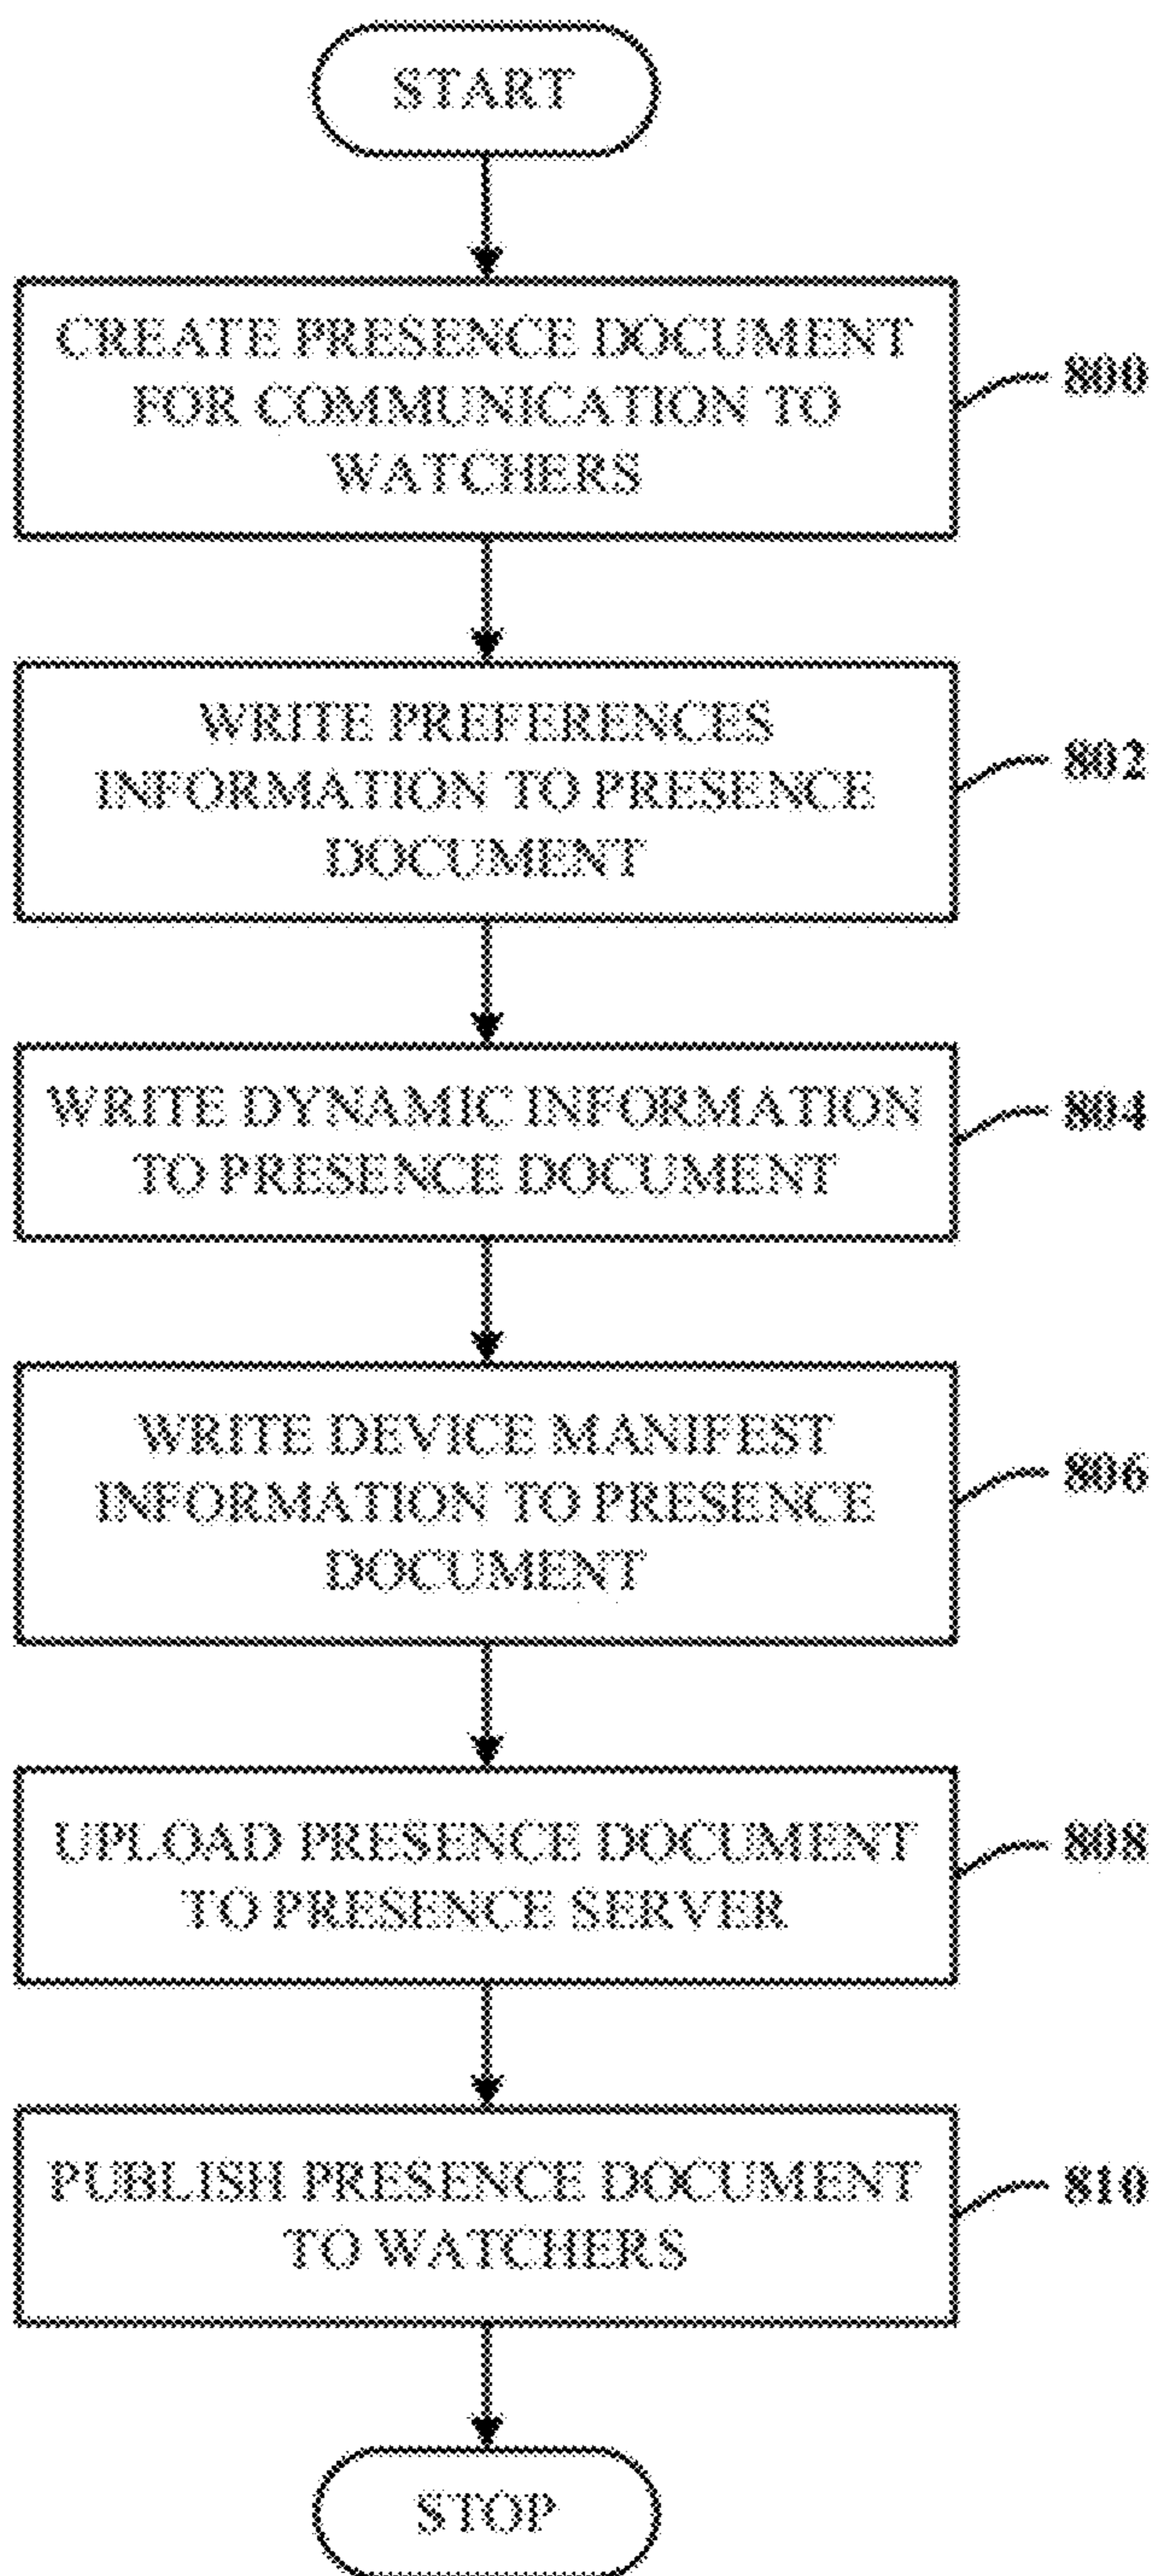 START
CREATE PRESENCE DOCUMENT
FOR COMMUNICATION TO
WATCHERS
800
WRITE PREFERENCES
INFORMATION TO PRESENCE
DOCUMENT
802
WRITE DYNAMIC INFORMATION
TO PRESENCE DOCUMENT
804
WRITE DEVICE MANIFEST
INFORMATION TO PRESENCE
DOCUMENT
806
UPLOAD PRESENCE DOCUMENT
TO PRESENCE SERVER
808
PUBLISH PRESENCE DOCUMENT
TO WATCHERS
810
STOP